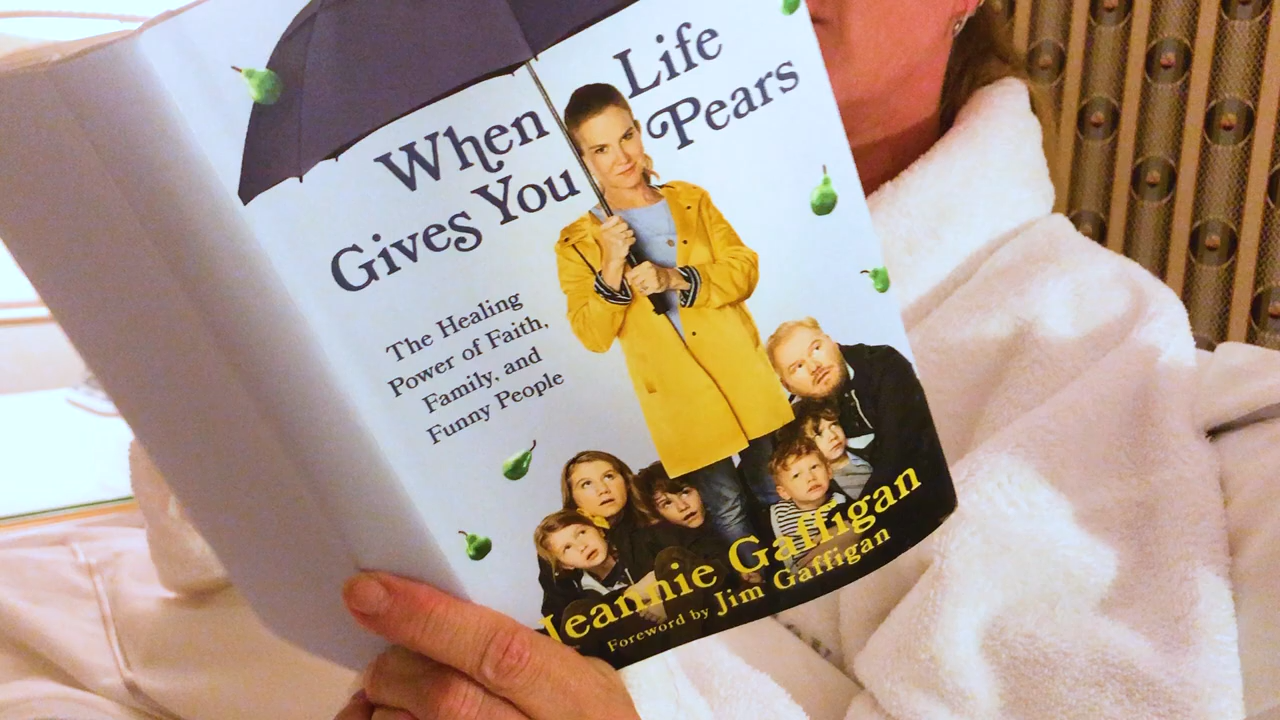 When Life
Gives You Pears
The Healing
Power of Faith,
Family, and
Funny People
Jeannie Gaffigan
Foreword by Jim Gaffigan